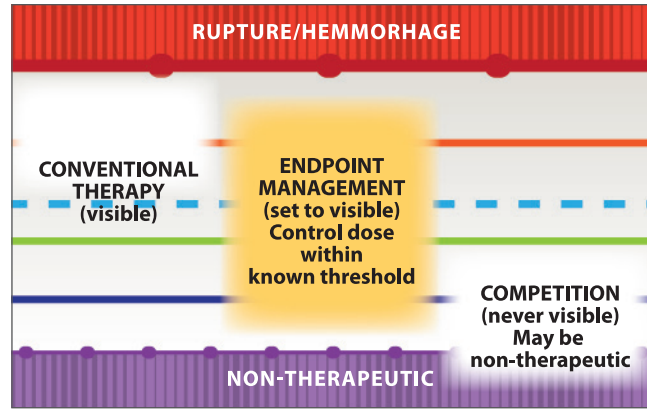 RUPTURE/HEMMORHAGE
CONVENTIONAL
THERAPY
(visible)
ENDPOINT
MANAGEMENT
(set to visible)
Control dose
within
known threshold
COMPETITION
(never visible)
May be
non-therapeutic
NON-THERAPEUTIC